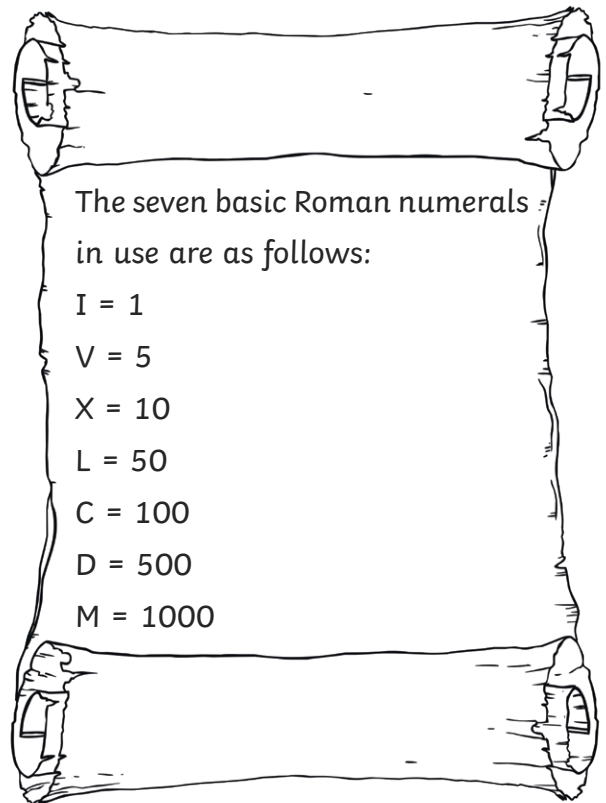 The seven basic Roman numerals
in use are as follows:
I = 1
V = 5
X = 10
L = 50
C = 100
D = 500
M = 1000